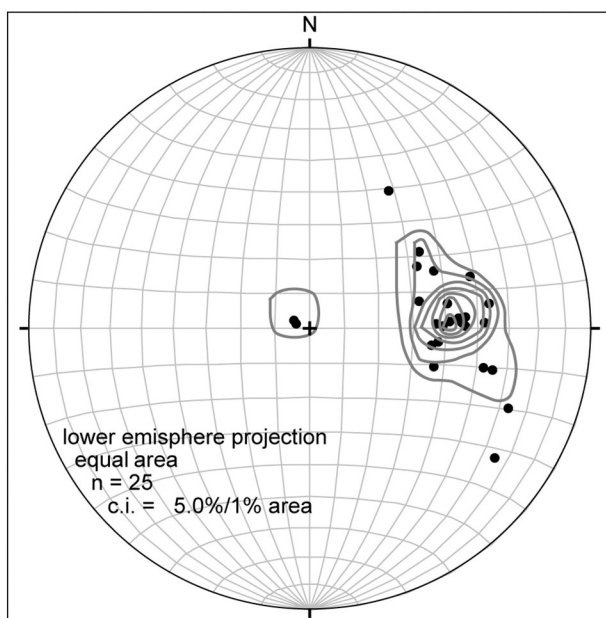 N
lower emisphere projection
equal area
n = 25
c.i. = 5.0%/1% area